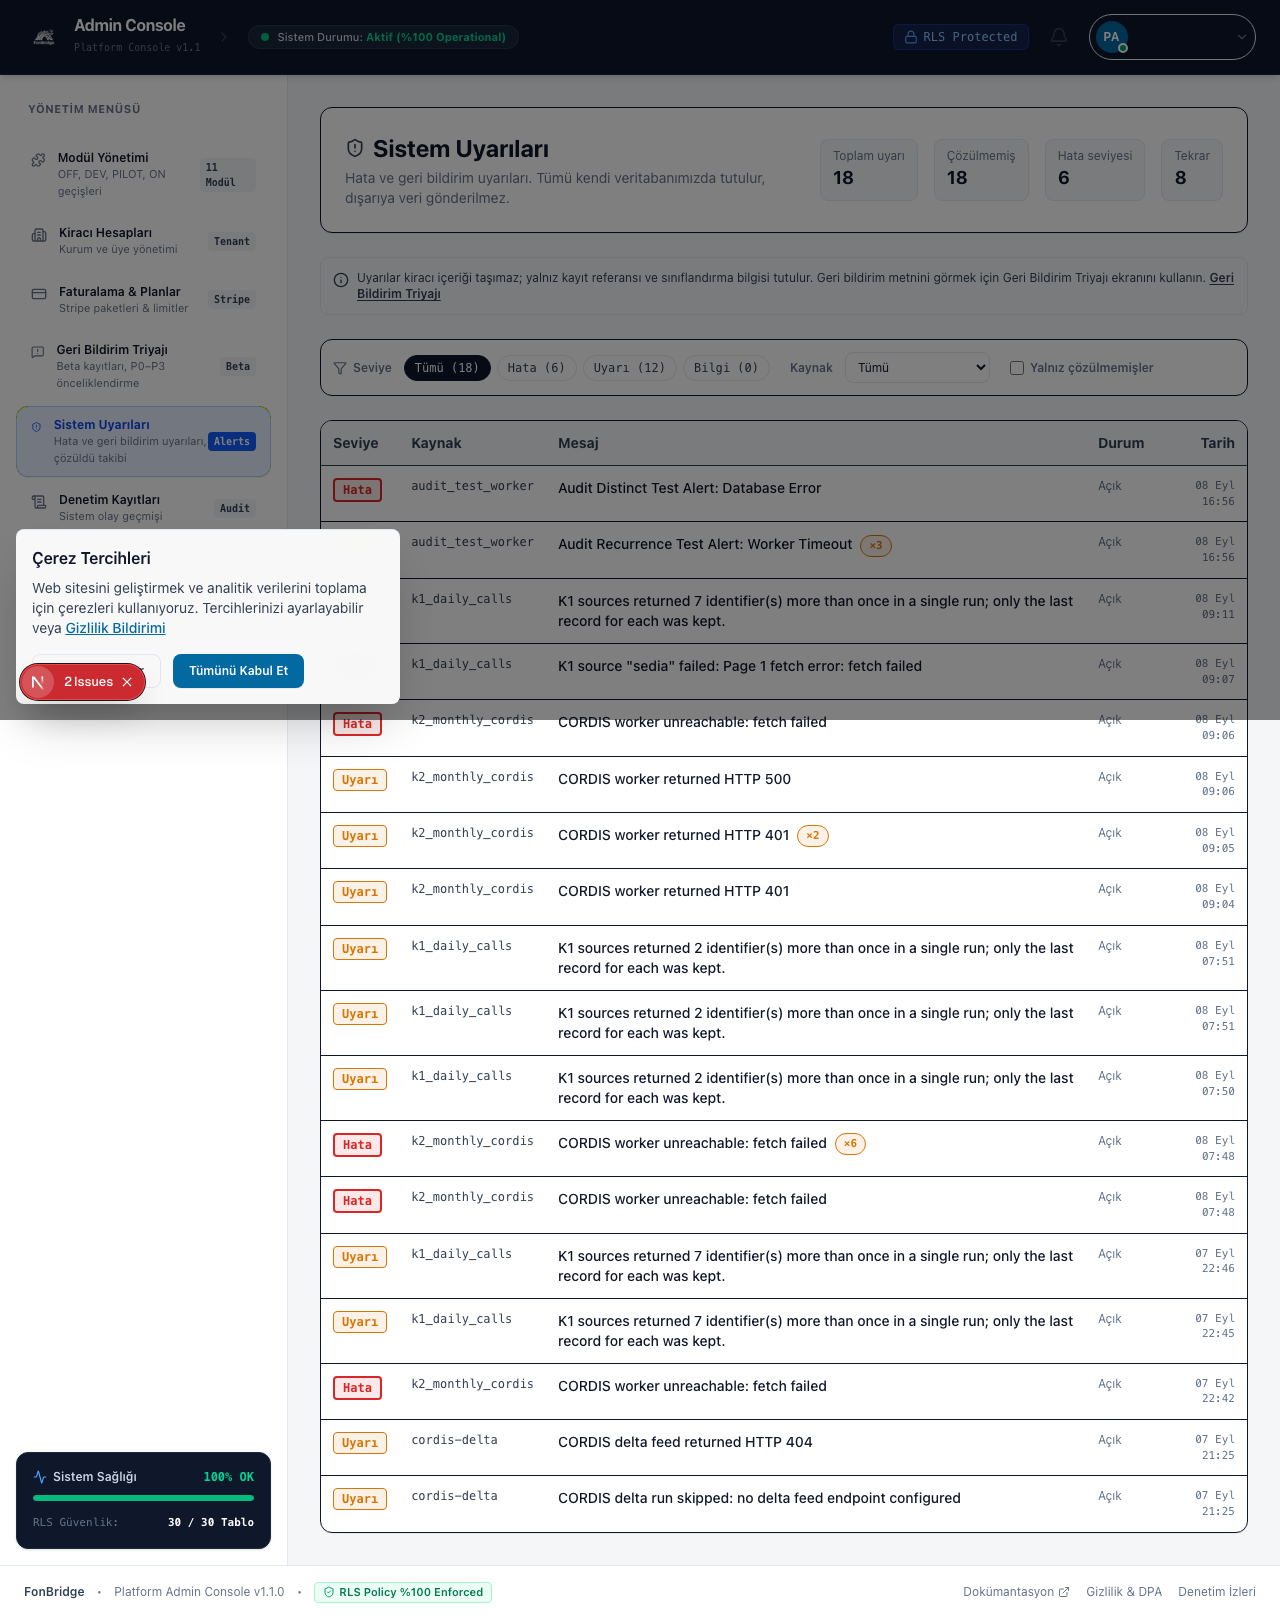 Admin Console
Platform Console v1.1
Sistem Durumu: Aktif (%100 Operational)
RLS Protected
PA
FonBridge
YÖNETİM MENÜSÜ
Modül Yönetimi
OFF, DEV, PILOT, ON
geçişleri
11
Modül
Kiracı Hesapları
Kurum ve üye yönetimi
Tenant
Faturalama & Planlar
Stripe paketleri & limitler
Stripe
Geri Bildirim Triyajı
Beta kayıtları, P0–P3
önceliklendirme
Beta
Sistem Uyarıları
Hata ve geri bildirim uyarıları,
çözüldü takibi
Alerts
Denetim Kayıtları
Sistem olay geçmişi
Audit
Çerez Tercihleri
Web sitesini geliştirmek ve analitik verilerini toplama
için çerezleri kullanıyoruz. Tercihlerinizi ayarlayabilir
veya Gizlilik Bildirimi
Tümünü Kabul Et
N 2 Issues
Sistem Sağlığı 100% OK
RLS Güvenlik: 30 / 30 Tablo
Sistem Uyarıları
Hata ve geri bildirim uyarıları. Tümü kendi veritabanımızda tutulur,
dışarıya veri gönderilmez.
Toplam uyarı
18
Çözülmemiş
18
Hata seviyesi
6
Tekrar
8
Uyarılar kiracı içeriği taşımaz; yalnız kayıt referansı ve sınıflandırma bilgisi tutulur. Geri bildirim metnini görmek için Geri Bildirim Triyajı ekranını kullanın. Geri
Bildirim Triyajı
Seviye Tümü (18) Hata (6) Uyarı (12) Bilgi (0) Kaynak Tümü Yalnız çözülmemişler
Seviye Kaynak Mesaj Durum Tarih
Hata audit_test_worker Audit Distinct Test Alert: Database Error Açık 08 Eyl
16:56
audit_test_worker Audit Recurrence Test Alert: Worker Timeout ×3 Açık 08 Eyl
16:56
k1_daily_calls K1 sources returned 7 identifier(s) more than once in a single run; only the last Açık 08 Eyl
record for each was kept. 09:11
k1_daily_calls K1 source "sedia" failed: Page 1 fetch error: fetch failed Açık 08 Eyl
09:07
Hata k2_monthly_cordis CORDIS worker unreachable: fetch failed Açık 08 Eyl
09:06
Uyarı k2_monthly_cordis CORDIS worker returned HTTP 500 Açık 08 Eyl
09:06
Uyarı k2_monthly_cordis CORDIS worker returned HTTP 401 ×2 Açık 08 Eyl
09:05
Uyarı k2_monthly_cordis CORDIS worker returned HTTP 401 Açık 08 Eyl
09:04
Uyarı k1_daily_calls K1 sources returned 2 identifier(s) more than once in a single run; only the last Açık 08 Eyl
record for each was kept. 07:51
Uyarı k1_daily_calls K1 sources returned 2 identifier(s) more than once in a single run; only the last Açık 08 Eyl
record for each was kept. 07:51
Uyarı k1_daily_calls K1 sources returned 2 identifier(s) more than once in a single run; only the last Açık 08 Eyl
record for each was kept. 07:50
Hata k2_monthly_cordis CORDIS worker unreachable: fetch failed ×6 Açık 08 Eyl
07:48
Hata k2_monthly_cordis CORDIS worker unreachable: fetch failed Açık 08 Eyl
07:48
Uyarı k1_daily_calls K1 sources returned 7 identifier(s) more than once in a single run; only the last Açık 07 Eyl
record for each was kept. 22:46
Uyarı k1_daily_calls K1 sources returned 7 identifier(s) more than once in a single run; only the last Açık 07 Eyl
record for each was kept. 22:45
Hata k2_monthly_cordis CORDIS worker unreachable: fetch failed Açık 07 Eyl
22:42
Uyarı cordis-delta CORDIS delta feed returned HTTP 404 Açık 07 Eyl
21:25
Uyarı cordis-delta CORDIS delta run skipped: no delta feed endpoint configured Açık 07 Eyl
21:25
FonBridge • Platform Admin Console v1.1.0 • RLS Policy %100 Enforced Dokümantasyon Gizlilik & DPA Denetim İzleri